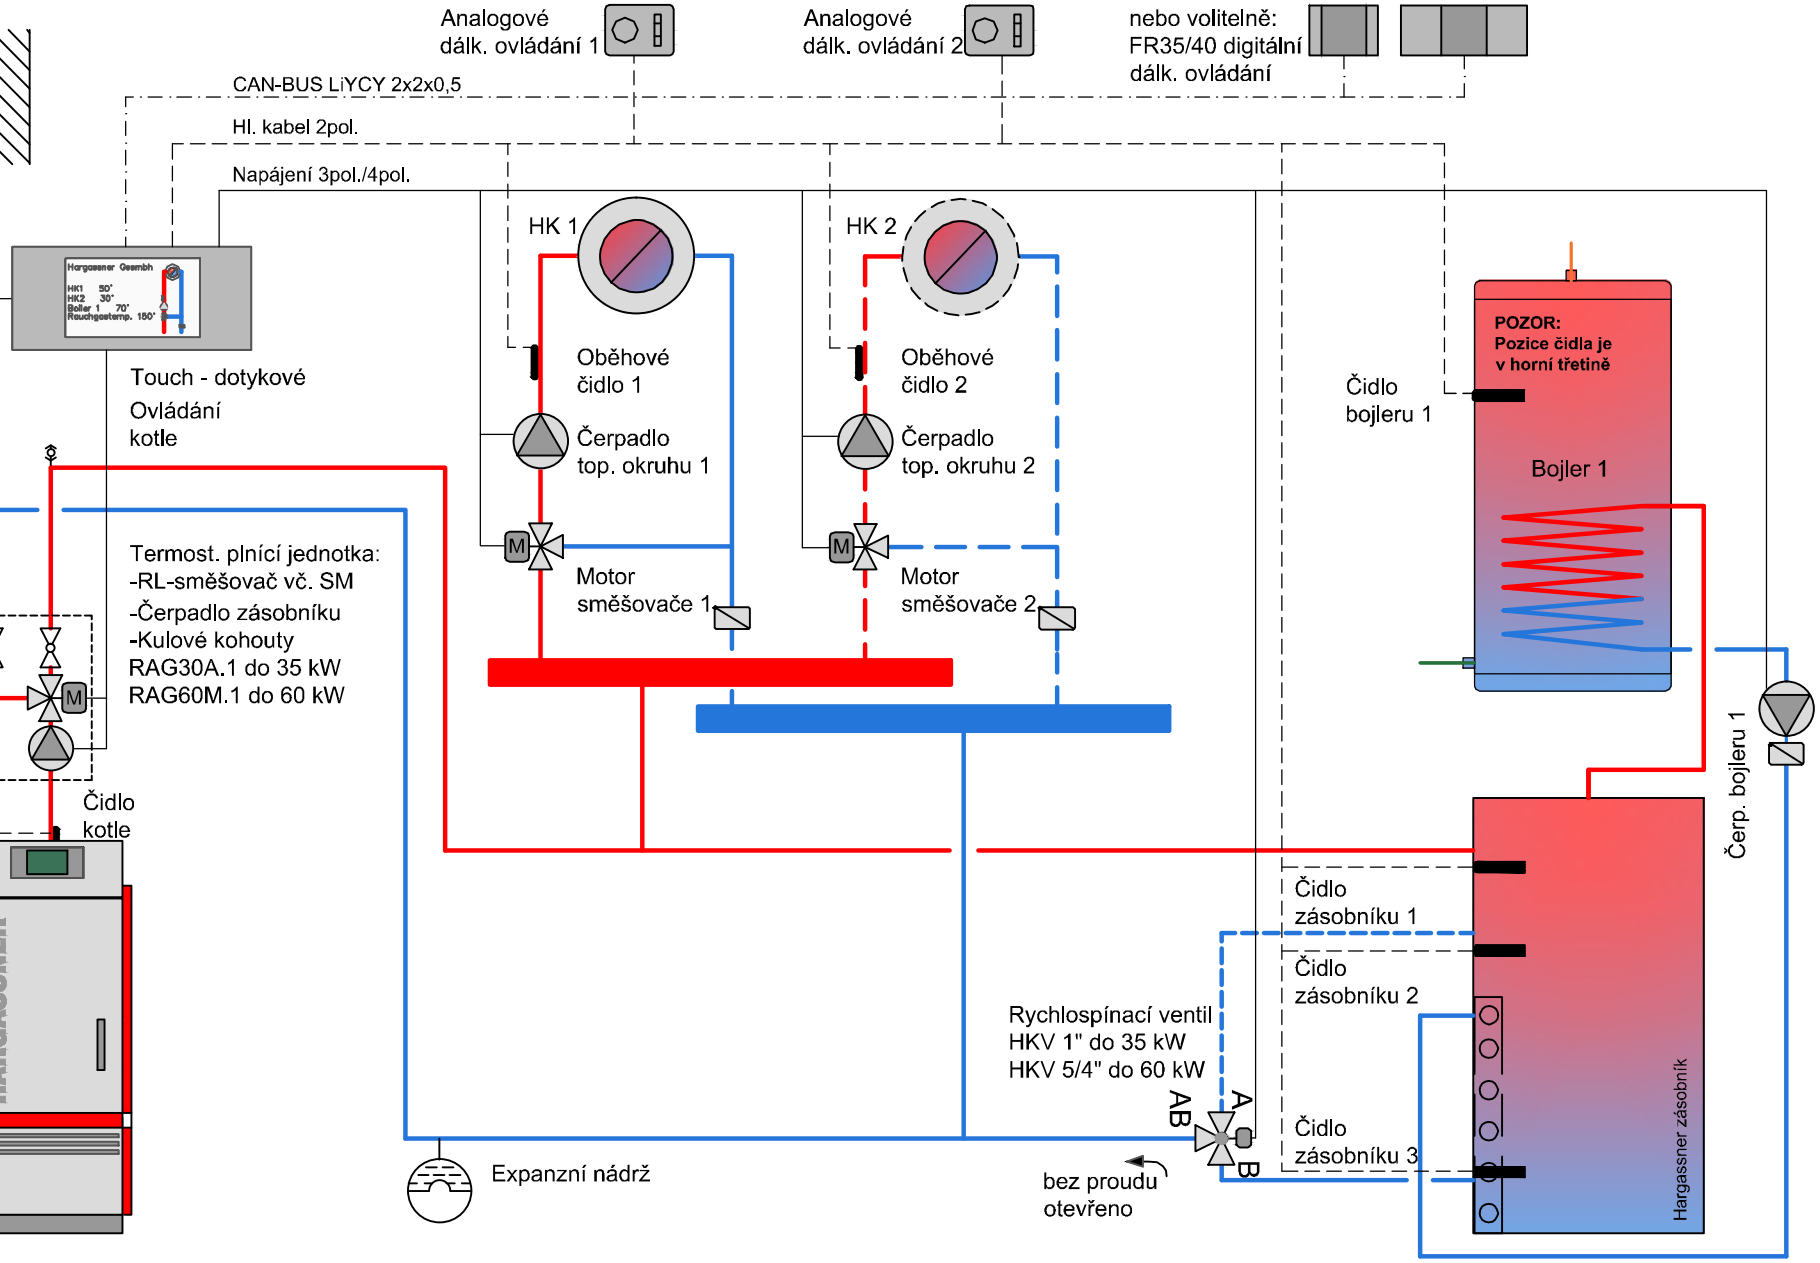 Analogové
dálk. ovládání 1
Analogové
dálk. ovládání 2
nebo volitelně:
FR35/40 digitální
dálk. ovládání
CAN-BUS LiYCY 2x2x0,5
Hl. kabel 2pol.
Napájení 3pol./4pol.
HK 1
HK 2
Hargassner Gesmbh
HK1 50°
HK2 30°
Boiler 1 70°
Rauchgastemp. 150°
Touch - dotykové
Ovládání
kotle
Oběhové
čidlo 1
Oběhové
čidlo 2
Čerpadlo
top. okruhu 1
Čerpadlo
top. okruhu 2
M
M
Motor
směšovače 1
Motor
směšovače 2
POZOR:
Pozice čidla je
v horní třetině
Čidlo
bojleru 1
Bojler 1
Termost. plnící jednotka:
-RL-směšovač vč. SM
-Čerpadlo zásobníku
-Kulové kohouty
RAG30A.1 do 35 kW
RAG60M.1 do 60 kW
M
Čidlo
kotle
HARGASSNER
Čerp. bojleru 1
Čidlo
zásobníku 1
Čidlo
zásobníku 2
Rychlospínací ventil
HKV 1" do 35 kW
HKV 5/4" do 60 kW
A
AB
B
Čidlo
zásobníku 3
bez proudu
otevřeno
Expanzní nádrž
Hargassner zásobník